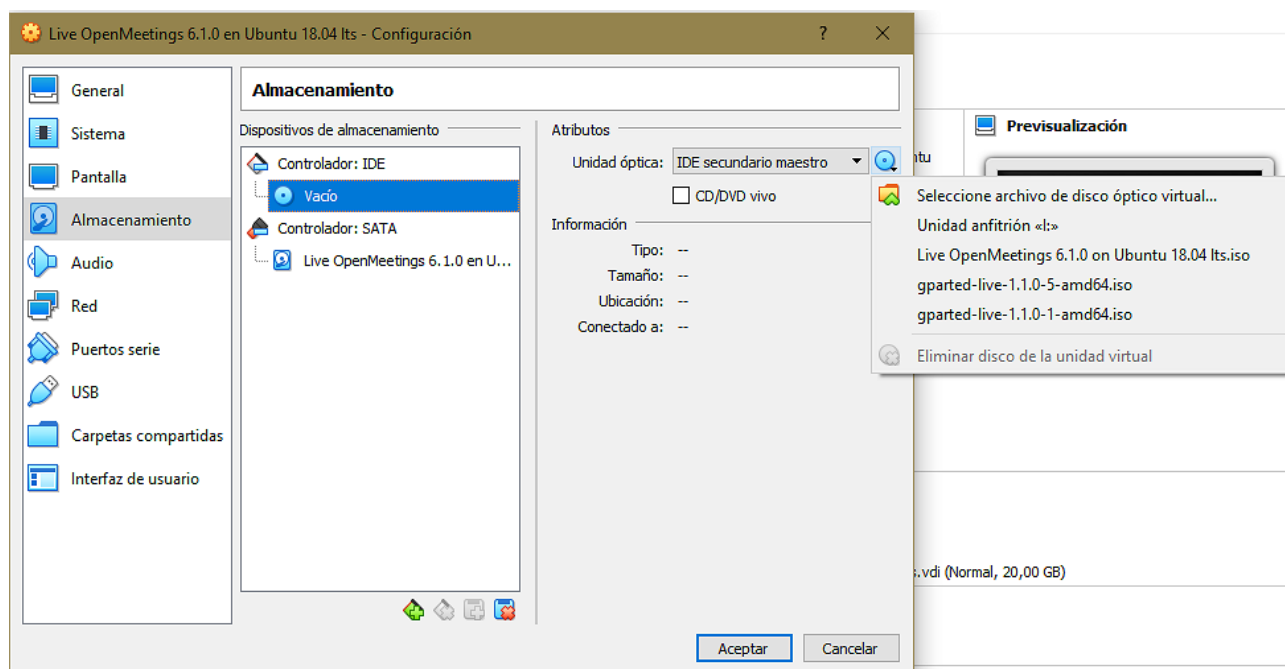 Live OpenMeetings 6.1.0 en Ubuntu 18.04 lts - Configuración
?
General
Sistema
Pantalla
Almacenamiento
Audio
Red
Puertos serie
USB
Carpetas compartidas
Interfaz de usuario
Almacenamiento
Dispositivos de almacenamiento
Controlador: IDE
Vacío
Controlador: SATA
Live OpenMeetings 6.1.0 en U...
Atributos
Unidad óptica: IDE secundario maestro
CD/DVD vivo
Información
Tipo: --
Tamaño: --
Ubicación: --
Conectado a: --
Aceptar
Cancelar
ntu
Previsualización
Seleccione archivo de disco óptico virtual...
Unidad anfitrión «I:»
Live OpenMeetings 6.1.0 on Ubuntu 18.04 lts.iso
gparted-live-1.1.0-5-amd64.iso
gparted-live-1.1.0-1-amd64.iso
Eliminar disco de la unidad virtual
s.vdi (Normal, 20,00 GB)